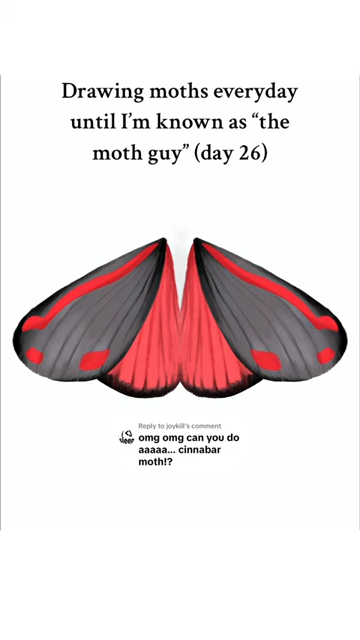 Drawing moths everyday
until I'm known as “the
moth guy” (day 26)
Reply to joykill's comment
omg omg can you do
aaaaa... cinnabar
moth!?